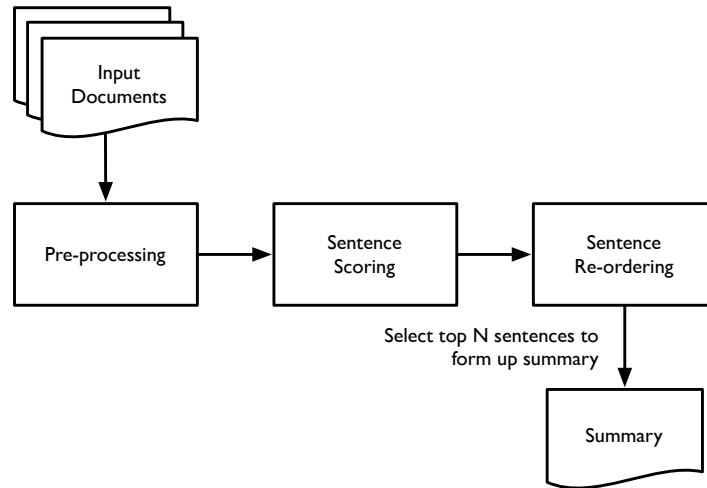 Input
Documents
Pre-processing
Sentence
Scoring
Sentence
Re-ordering
Select top N sentences to
form up summary
Summary